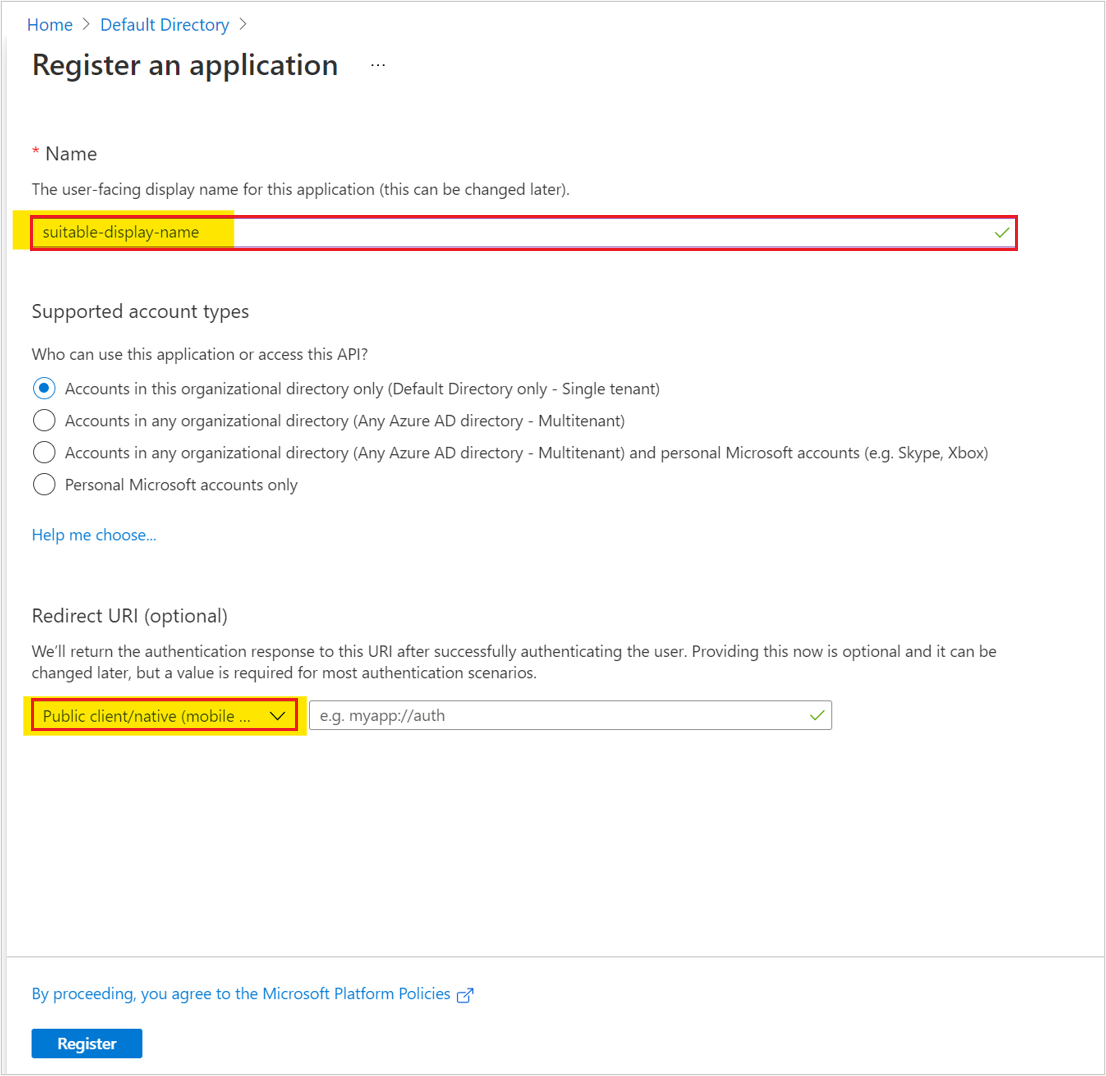 Home > Default Directory >
Register an application ...
* Name
The user-facing display name for this application (this can be changed later).
suitable-display-name
Supported account types
Who can use this application or access this API?
Accounts in this organizational directory only (Default Directory only - Single tenant)
Accounts in any organizational directory (Any Azure AD directory - Multitenant)
Accounts in any organizational directory (Any Azure AD directory - Multitenant) and personal Microsoft accounts (e.g. Skype, Xbox)
Personal Microsoft accounts only
Help me choose...
Redirect URI (optional)
We'll return the authentication response to this URI after successfully authenticating the user. Providing this now is optional and it can be
changed later, but a value is required for most authentication scenarios.
Public client/native (mobile ... e.g. myapp://auth
By proceeding, you agree to the Microsoft Platform Policies
Register